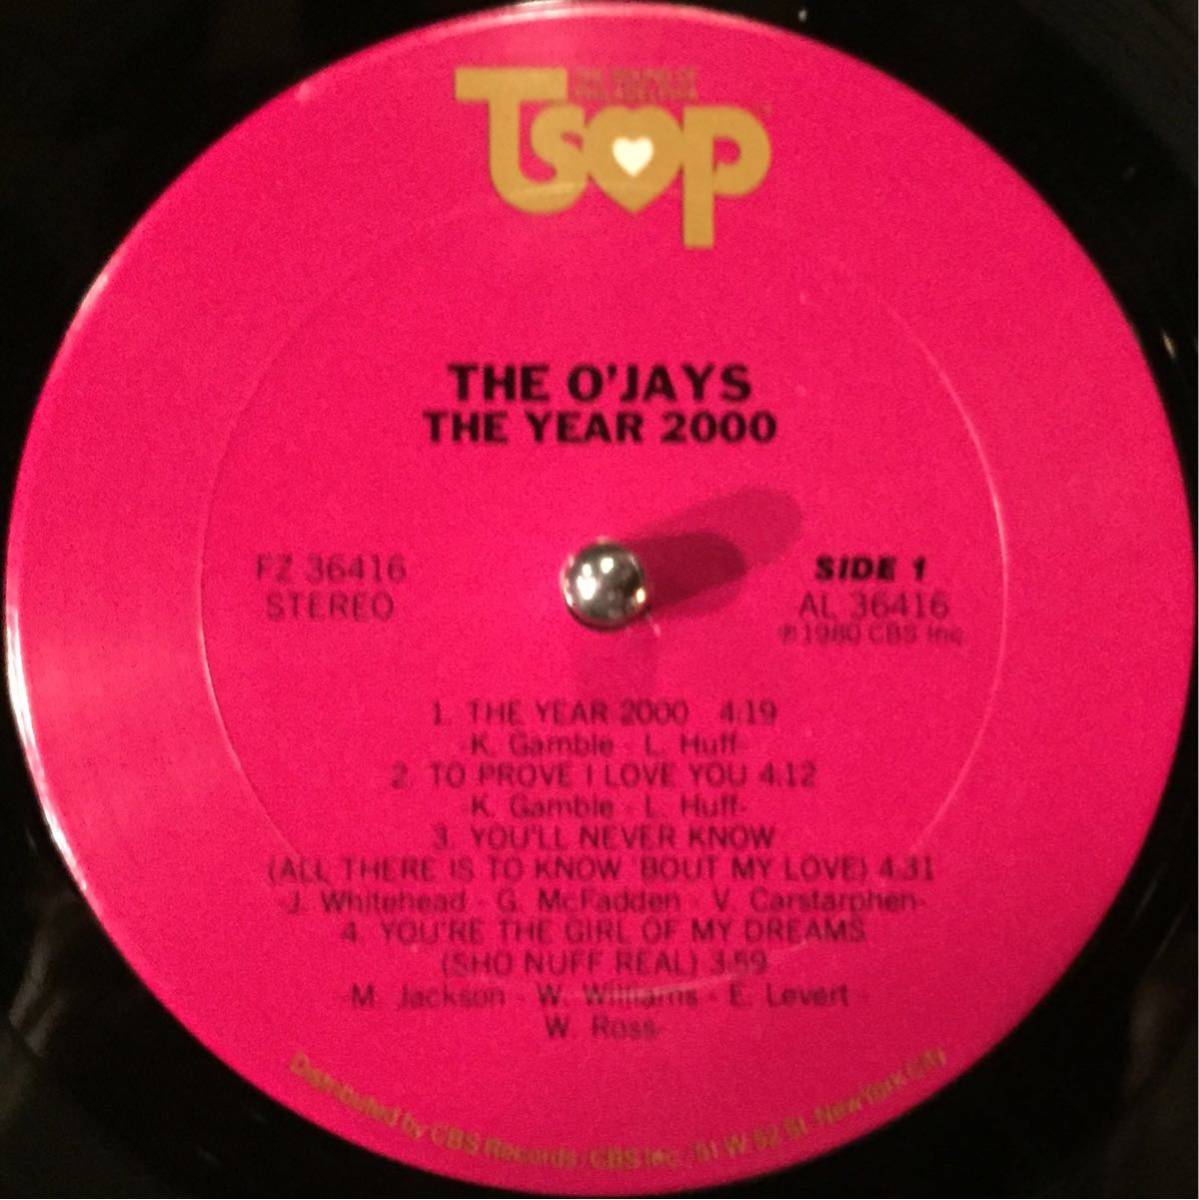 THE SOUND OF
PHILADELPHIA
TSOP
THE O'JAYS
THE YEAR 2000
FZ 36416
STEREO
SIDE 1
AL 36416
℗ 1980 CBS Inc.
1. THE YEAR 2000 4:19
-K. Gamble - L. Huff-
2. TO PROVE I LOVE YOU 4:12
-K. Gamble - L. Huff-
3. YOU'LL NEVER KNOW
(ALL THERE IS TO KNOW 'BOUT MY LOVE) 4:31
-J. Whitehead - G. McFadden - V. Carstarphen-
4. YOU'RE THE GIRL OF MY DREAMS
(SHO NUFF REAL) 3:59
-M. Jackson - W. Williams - E. Levert -
W. Ross-
Distributed by CBS Records/CBS Inc., 51 W 52 St., New York City